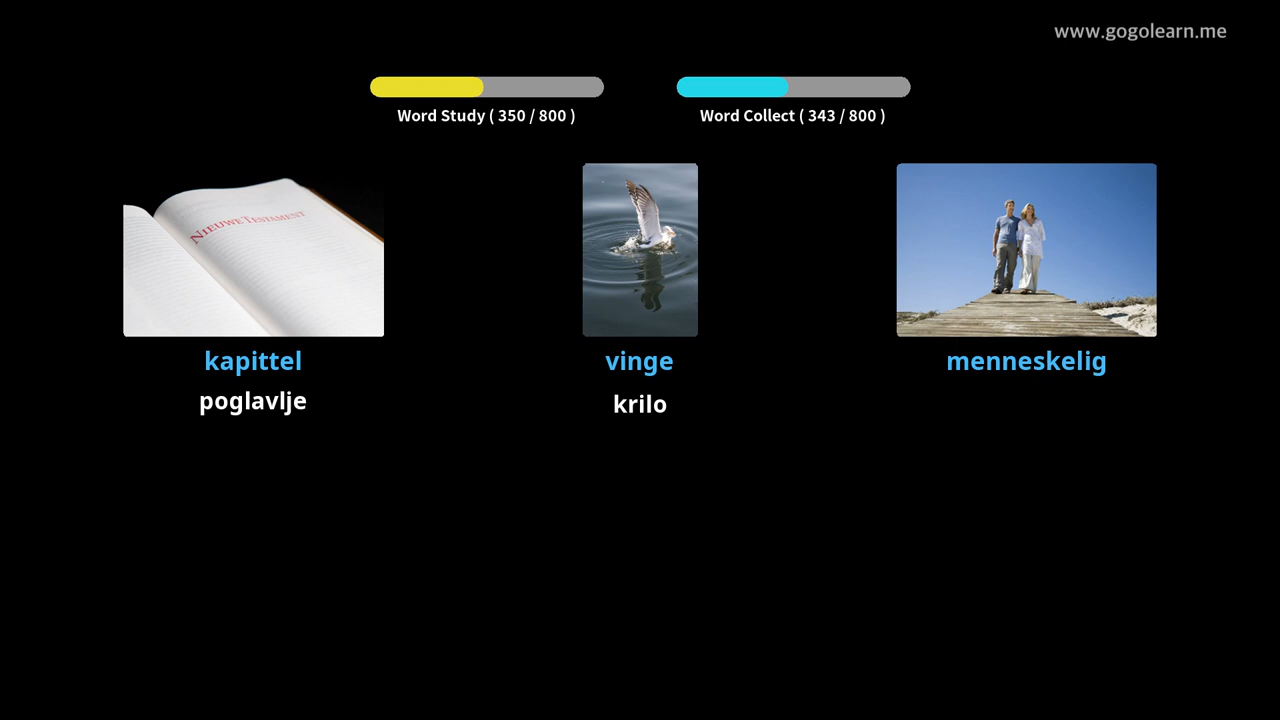 www.gogolearn.me
Word Study ( 350 / 800 )
Word Collect ( 343 / 800 )
NIEUWE TESTAMENT
kapittel
vinge
menneskelig
poglavlje
krilo